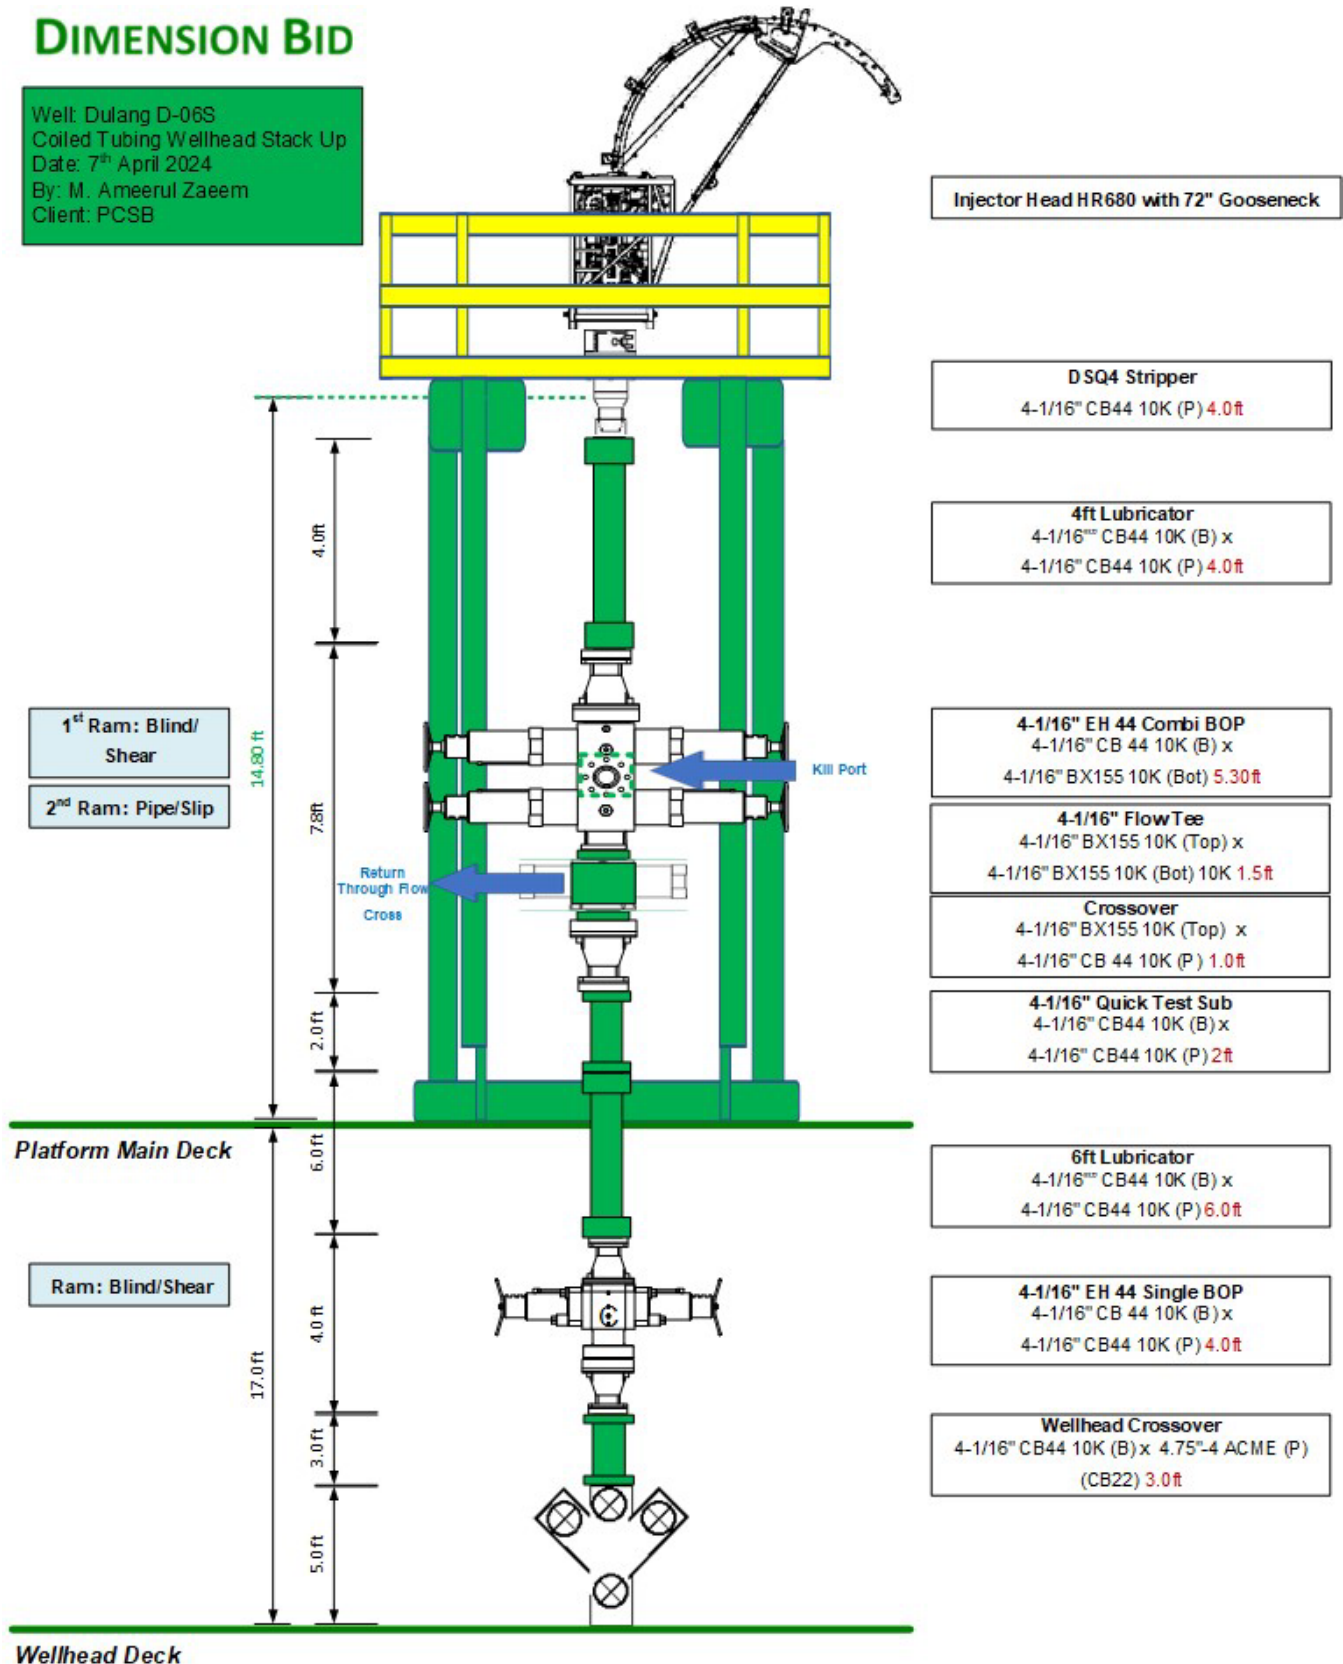 DIMENSION BID
Well: Dulang D-06S
Coiled Tubing Wellhead Stack Up
Date: 7th April 2024
By: M. Ameerul Zaeem
Client: PCSB
Injector Head HR680 with 72" Gooseneck
DSQ4 Stripper
4-1/16" CB44 10K (P) 4.0ft
4ft Lubricator
4-1/16"" CB44 10K (B) x
4-1/16" CB44 10K (P) 4.0ft
4.0ft
1st Ram: Blind/
Shear
2nd Ram: Pipe/Slip
14.80 ft
7.8ft
Kill Port
4-1/16" EH 44 Combi BOP
4-1/16" CB 44 10K (B) x
4-1/16" BX155 10K (Bot) 5.30ft
4-1/16" Flow Tee
4-1/16" BX155 10K (Top) x
4-1/16" BX155 10K (Bot) 10K 1.5ft
Return
Through Flow
Cross
Crossover
4-1/16" BX155 10K (Top) x
4-1/16" CB 44 10K (P) 1.0ft
2.0 ft
4-1/16" Quick Test Sub
4-1/16" CB44 10K (B) x
4-1/16" CB44 10K (P) 2ft
Platform Main Deck
6.0ft
6ft Lubricator
4-1/16"" CB44 10K (B) x
4-1/16" CB44 10K (P) 6.0ft
Ram: Blind/Shear
4.0 ft
17.0 ft
4-1/16" EH 44 Single BOP
4-1/16" CB 44 10K (B) x
4-1/16" CB44 10K (P) 4.0ft
3.0 ft
Wellhead Crossover
4-1/16" CB44 10K (B) x 4.75"-4 ACME (P)
(CB22) 3.0ft
5.0 ft
Wellhead Deck